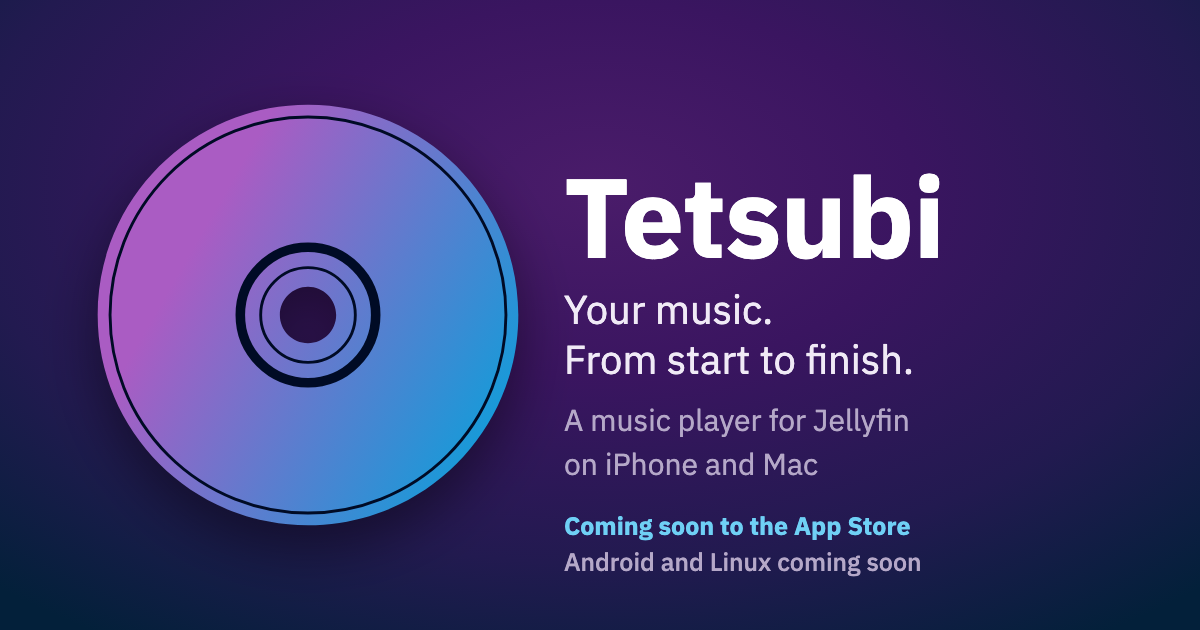 Tetsubi
Your music.
From start to finish.
A music player for Jellyfin
on iPhone and Mac
Coming soon to the App Store
Android and Linux coming soon